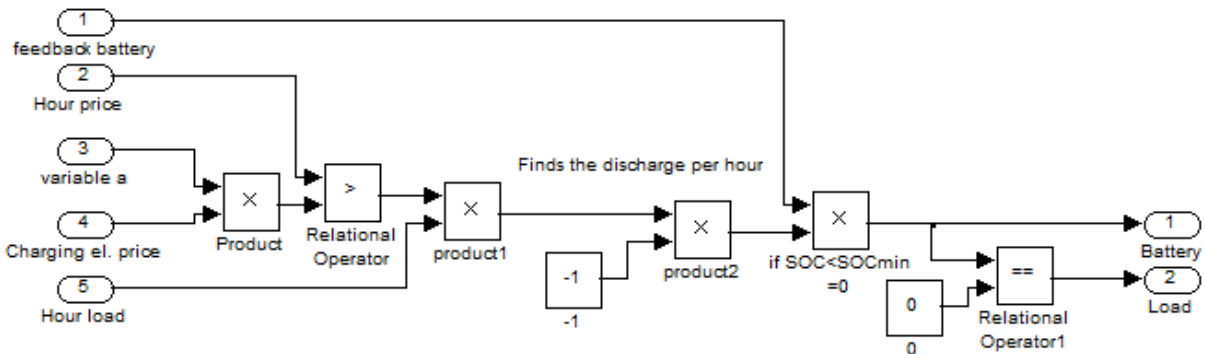 1
feedback battery
2
Hour price
3
variable a
4
Charging el. price
5
Hour load
×
Product
>
Relational
Operator
×
product1
Finds the discharge per hour
-1
-1
×
product2
×
if SOC<SOCmin
=0
0
0
==
Relational
Operator1
1
Battery
2
Load